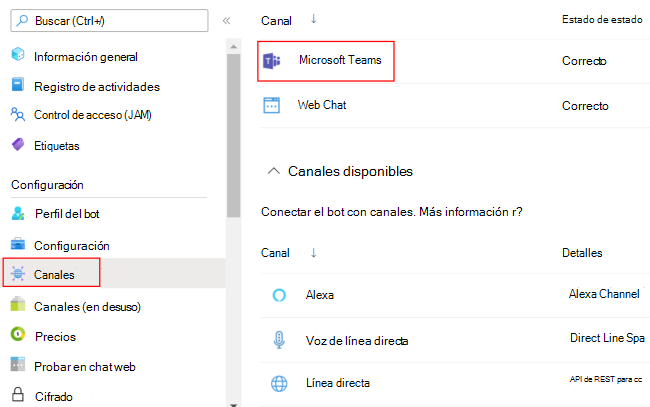 Buscar (Ctrl+/)
«
Información general
Registro de actividades
Control de acceso (JAM)
Etiquetas
Configuración
Perfil del bot
Configuración
Canales
Canales (en desuso)
Precios
Probar en chat web
Cifrado
Canal ↓ Estado de estado
Microsoft Teams Correcto
Web Chat Correcto
Canales disponibles
Conectar el bot con canales. Más información r?
Canal ↓ Detalles
Alexa Alexa Channel
Voz de línea directa Direct Line Spa
Línea directa API de REST para cc